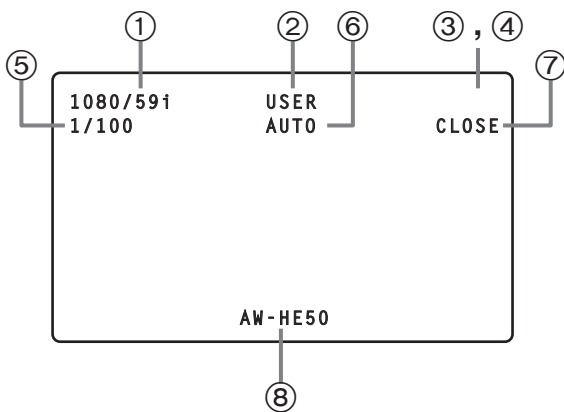 ① ② ⑥ ③ , ④
⑤ ⑦
1080/59i USER
1/100 AUTO CLOSE
AW-HE50
⑧